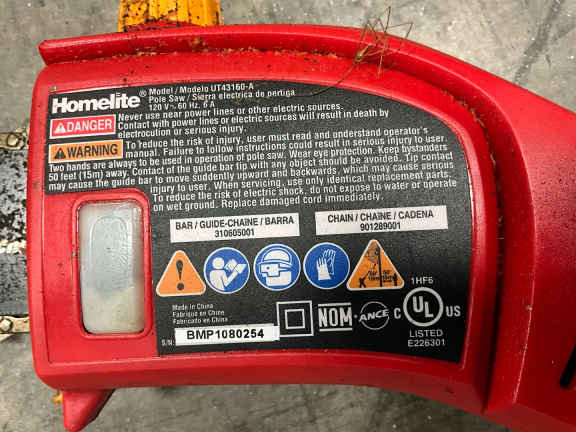 Homelite® Model / Modelo UT43160-A
Pole Saw / Sierra electrica de pertiga
120 V~, 60 Hz, 6 A
DANGER Never use near power lines or other electric sources.
Contact with power lines or electric sources will result in death by
electrocution or serious injury.
WARNING To reduce the risk of injury, user must read and understand operator's
manual. Failure to follow instructions could result in serious injury to user.
Two hands are always to be used in operation of pole saw. Wear eye protection. Keep bystanders
50 feet (15m) away. Contact of the guide bar tip with any object should be avoided. Tip contact
may cause the guide bar to move suddenly upward and backwards, which may cause serious
injury to user. When servicing, use only identical replacement parts.
To reduce the risk of electric shock, do not expose to water or operate
on wet ground. Replace damaged cord immediately.
BAR / GUIDE-CHAÎNE / BARRA
310605001
CHAIN / CHAÎNE / CADENA
901289001
50' 15m
50' 15m
1HF6
Made in China
Fabriqué en Chine
Fabricado en China
S/N BMP1080254
NOM-ANCE
C UL US
LISTED
E226301